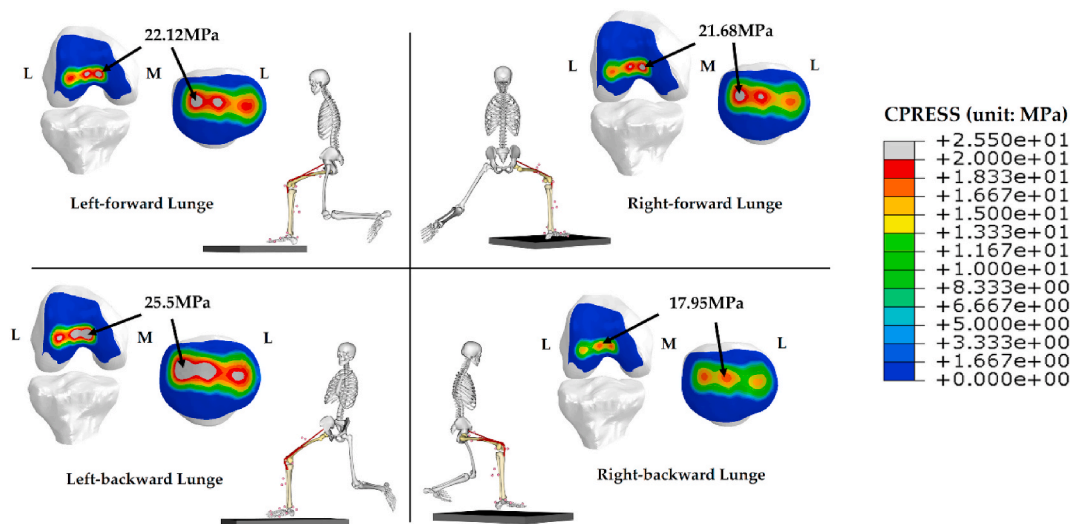 22.12MPa
L
M
L
Left-forward Lunge
21.68MPa
L
M
L
Right-forward Lunge
25.5MPa
L
M
L
Left-backward Lunge
17.95MPa
L
M
L
Right-backward Lunge
CPRESS (unit: MPa)
+2.550e+01
+2.000e+01
+1.833e+01
+1.667e+01
+1.500e+01
+1.333e+01
+1.167e+01
+1.000e+01
+8.333e+00
+6.667e+00
+5.000e+00
+3.333e+00
+1.667e+00
+0.000e+00